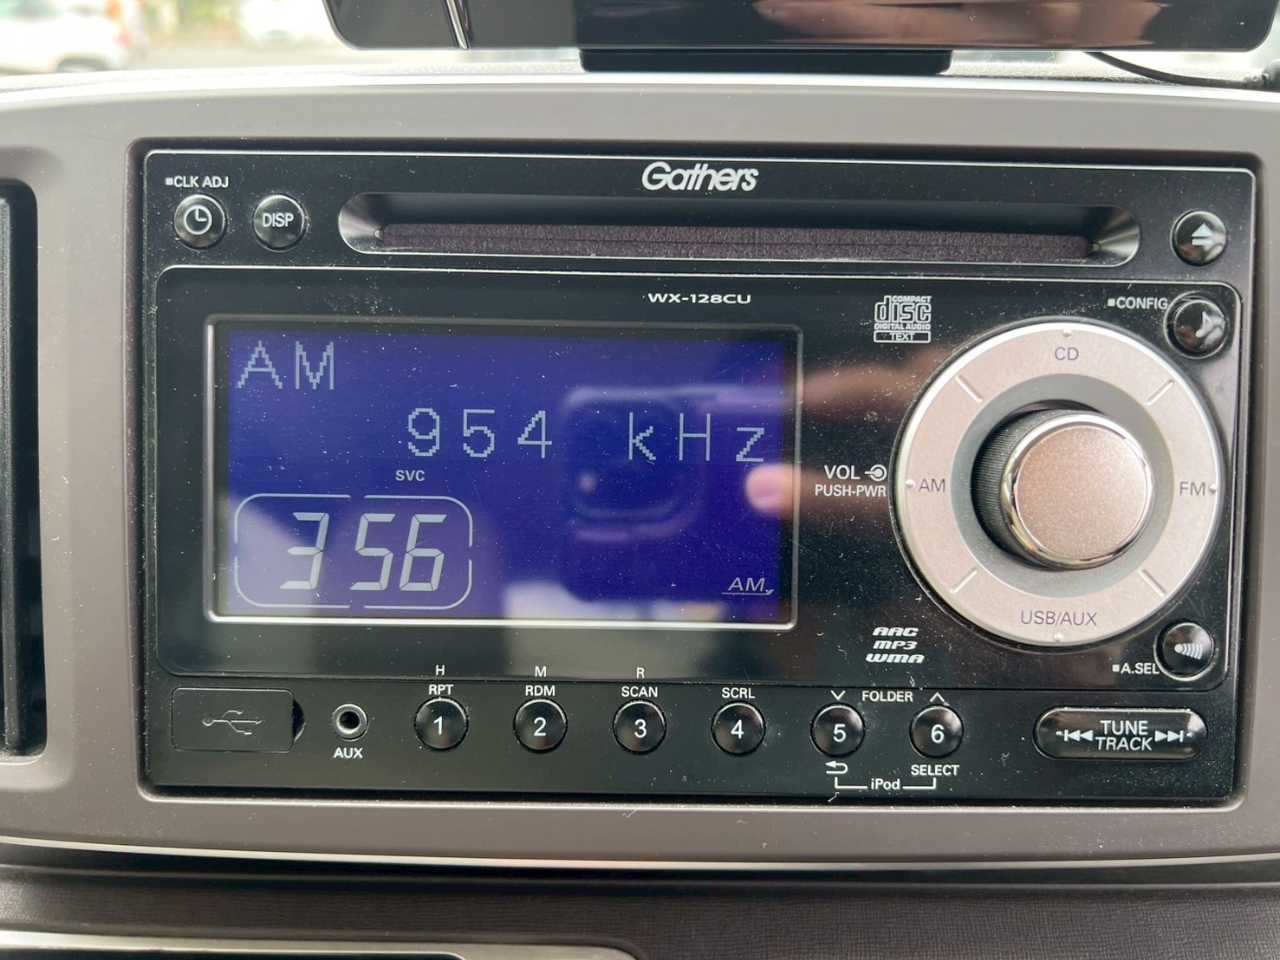 Gathers
■CLK ADJ
DISP
WX-128CU
COMPACT
disc
DIGITAL AUDIO
TEXT
■CONFIG
AM
954 kHz
SVC
3 56
AM
CD
VOL
PUSH-PWR
AM
FM
USB/AUX
AAC
MP3
WMA
■A.SEL
H M R
RPT RDM SCAN SCRL FOLDER
1 2 3 4 5 6
AUX
TUNE
TRACK
SELECT
iPod